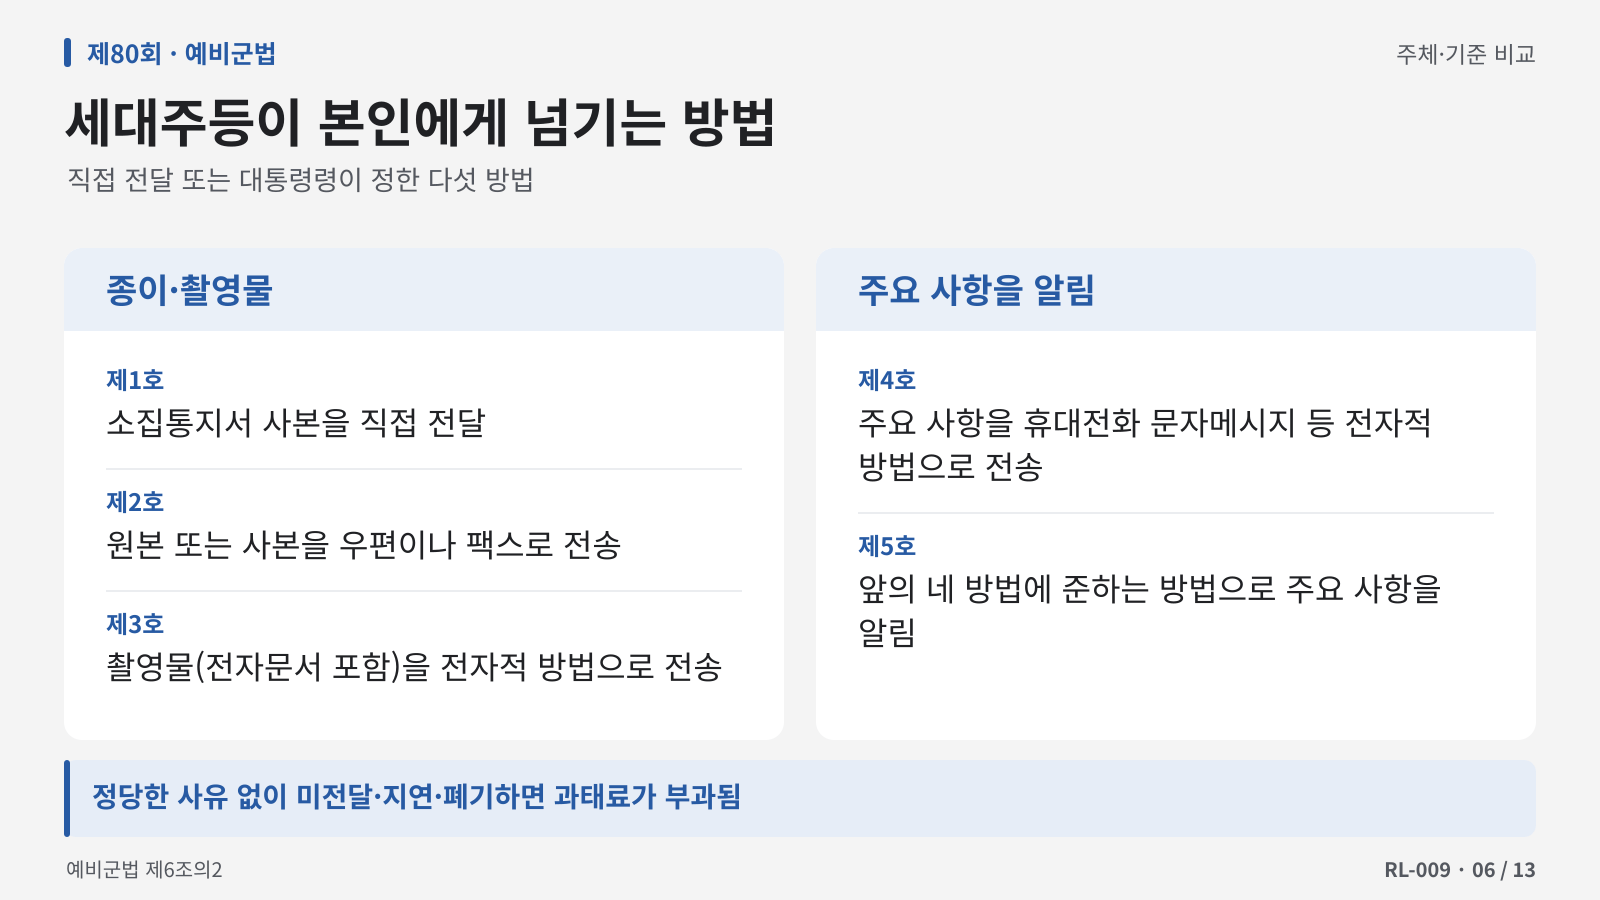 제80회 · 예비군법
주체·기준 비교
세대주등이 본인에게 넘기는 방법
직접 전달 또는 대통령령이 정한 다섯 방법
종이·촬영물
제1호
소집통지서 사본을 직접 전달
제2호
원본 또는 사본을 우편이나 팩스로 전송
제3호
촬영물(전자문서 포함)을 전자적 방법으로 전송
주요 사항을 알림
제4호
주요 사항을 휴대전화 문자메시지 등 전자적
방법으로 전송
제5호
앞의 네 방법에 준하는 방법으로 주요 사항을
알림
정당한 사유 없이 미전달·지연·폐기하면 과태료가 부과됨
예비군법 제6조의2
RL-009 · 06 / 13